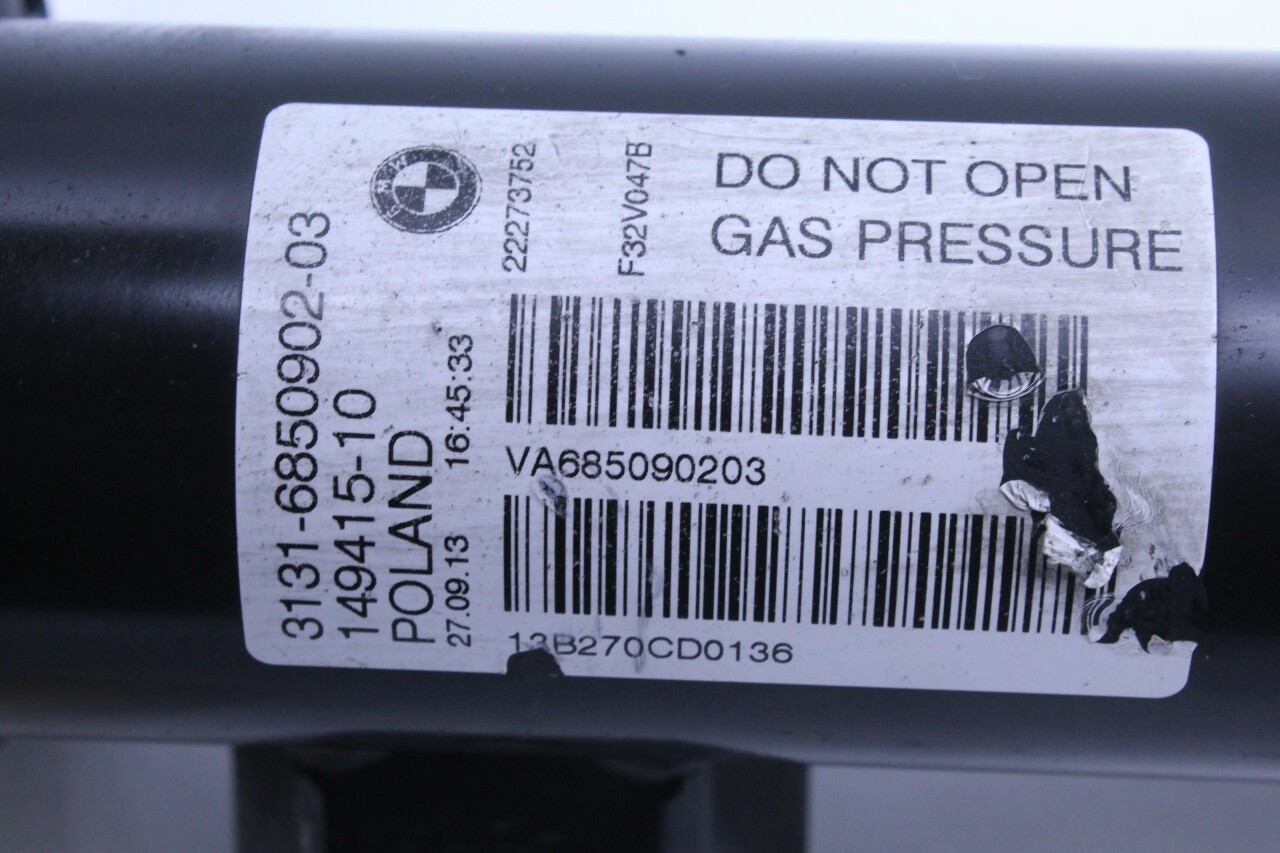 DO NOT OPEN
GAS PRESSURE
22273752
F32V047B
3131-6850902-03
149415-10
POLAND
27.09.13 16:45:33
VA685090203
13B270CD0136